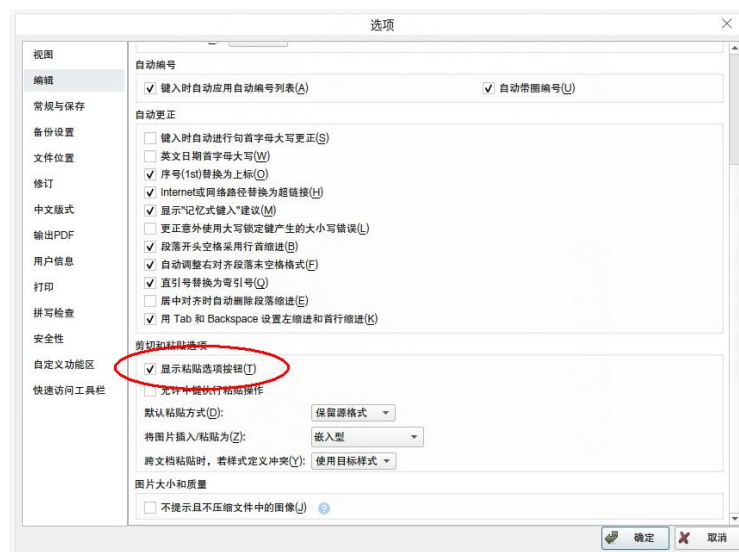 选项
视图
编辑
常规与保存
备份设置
文件位置
修订
中文版式
输出PDF
用户信息
打印
拼写检查
安全性
自定义功能区
快速访问工具栏
自动编号
键入时自动应用自动编号列表(A) 自动带圈编号(U)
自动更正
键入时自动进行句首字母大写更正(S)
英文日期首字母大写(W)
序号(1st)替换为上标(O)
Internet或网络路径替换为超链接(H)
显示"记忆式键入"建议(M)
更正意外使用大写锁定键产生的大小写错误(L)
段落开头空格采用行首缩进(B)
自动调整右对齐段落末空格格式(F)
直引号替换为弯引号(Q)
居中对齐时自动删除段落缩进(E)
用 Tab 和 Backspace 设置左缩进和首行缩进(K)
剪切和粘贴选项
显示粘贴选项按钮(T)
允许中键执行粘贴操作
默认粘贴方式(D): 保留源格式
将图片插入/粘贴为(Z): 嵌入型
跨文档粘贴时，若样式定义冲突(Y): 使用目标样式
图片大小和质量
不提示且不压缩文件中的图像(J) ?
确定 取消